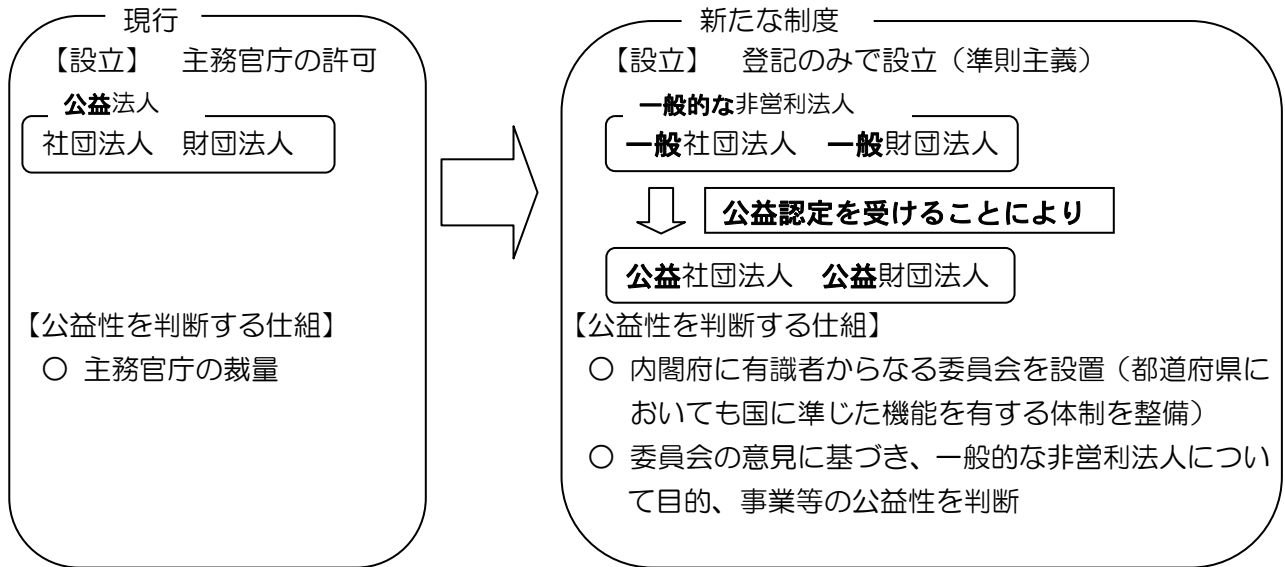 現行
【設立】　主務官庁の許可
公益法人
社団法人　財団法人
【公益性を判断する仕組】
○ 主務官庁の裁量
新たな制度
【設立】　登記のみで設立（準則主義）
一般的な非営利法人
一般社団法人　一般財団法人
公益認定を受けることにより
公益社団法人　公益財団法人
【公益性を判断する仕組】
○ 内閣府に有識者からなる委員会を設置（都道府県に
おいても国に準じた機能を有する体制を整備）
○ 委員会の意見に基づき、一般的な非営利法人につい
て目的、事業等の公益性を判断